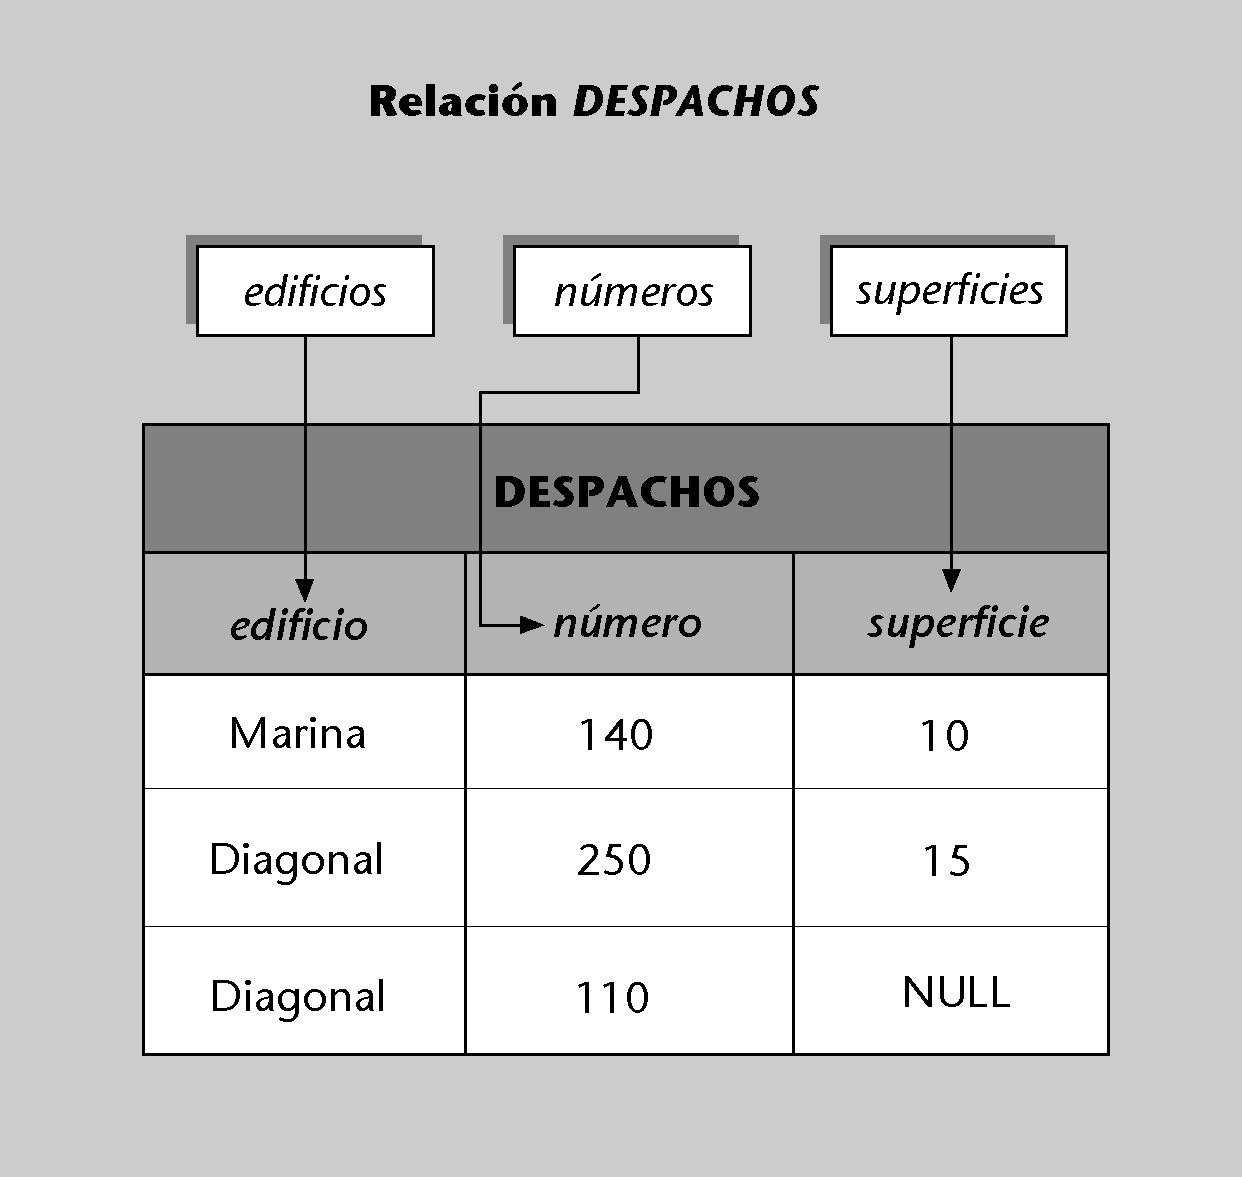 Relación DESPACHOS
edificios números superficies
DESPACHOS
edificio número superficie
Marina 140 10
Diagonal 250 15
Diagonal 110 NULL